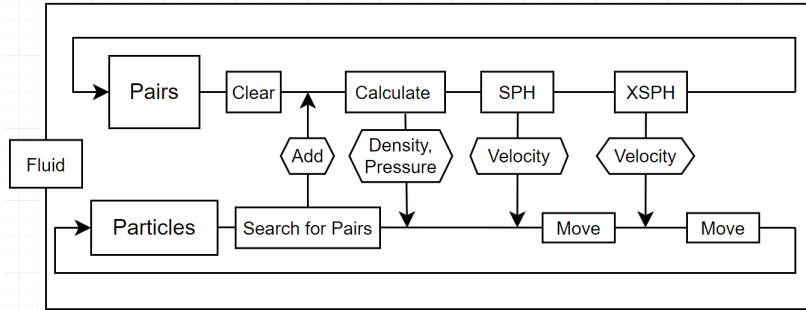 Pairs
Clear
Calculate
SPH
XSPH
Add
Density,
Pressure
Velocity
Velocity
Fluid
Particles
Search for Pairs
Move
Move